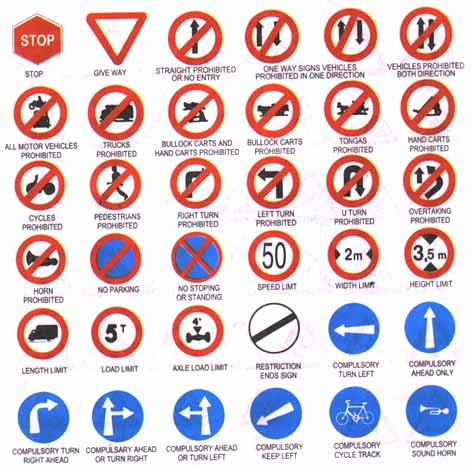 STOP
STOP
GIVE WAY
STRAIGHT PROHIBITED
OR NO ENTRY
ONE WAY SIGNS VEHICLES
PROHIBITED IN ONE DIRECTION
VEHICLES PROHIBITED
BOTH DIRECTION
ALL MOTOR VEHICLES
PROHIBITED
TRUCKS
PROHIBITED
BULLOCK CARTS AND
HAND CARTS PROHIBITED
BULLOCK CARTS
PROHIBITED
TONGAS
PROHIBITED
HAND CARTS
PROHIBITED
CYCLES
PROHIBITED
PEDESTRIANS
PROHIBITED
RIGHT TURN
PROHIBITED
LEFT TURN
PROHIBITED
U TURN
PROHIBITED
OVERTAKING
PROHIBITED
HORN
PROHIBITED
NO PARKING
NO STOPING
OR STANDING
50
SPEED LIMIT
2m
WIDTH LIMIT
3,5m
HEIGHT LIMIT
LENGTH LIMIT
5T
LOAD LIMIT
4T
AXLE LOAD LIMIT
RESTRICTION
ENDS SIGN
COMPULSORY
TURN LEFT
COMPULSORY
AHEAD ONLY
COMPULSORY TURN
RIGHT AHEAD
COMPULSARY AHEAD
OR TURN RIGHT
COMPULSORY AHEAD
OR TURN LEFT
COMPULSORY
KEEP LEFT
COMPULSORY
CYCLE TRACK
COMPULSORY
SOUND HORN